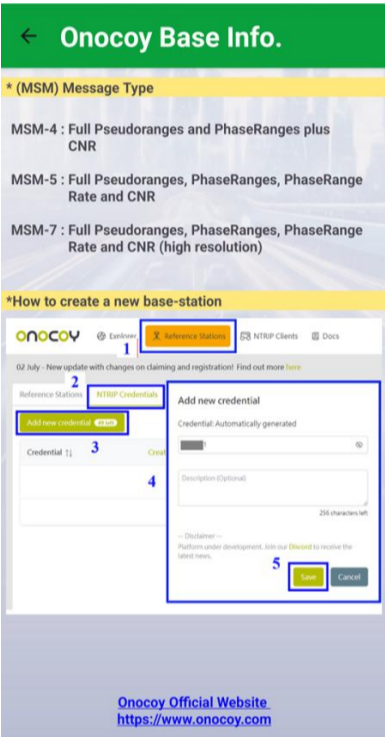 Onocoy Base Info.
* (MSM) Message Type
MSM-4 : Full Pseudoranges and PhaseRanges plus
CNR
MSM-5 : Full Pseudoranges, PhaseRanges, PhaseRange
Rate and CNR
MSM-7 : Full Pseudoranges, PhaseRanges, PhaseRange
Rate and CNR (high resolution)
*How to create a new base-station
onocoy Explorer Reference Stations NTRIP Clients Docs
1
02 July - New update with changes on claiming and registration! Find out more here
2
Reference Stations NTRIP Credentials
Add new credential
3
Credential
Creat
4
Add new credential
Credential: Automatically generated
1
Description (Optional)
256 characters left
-- Disclaimer --
Platform under development. Join our Discord to receive the
latest news.
5
Save Cancel
Onocoy Official Website
https://www.onocoy.com